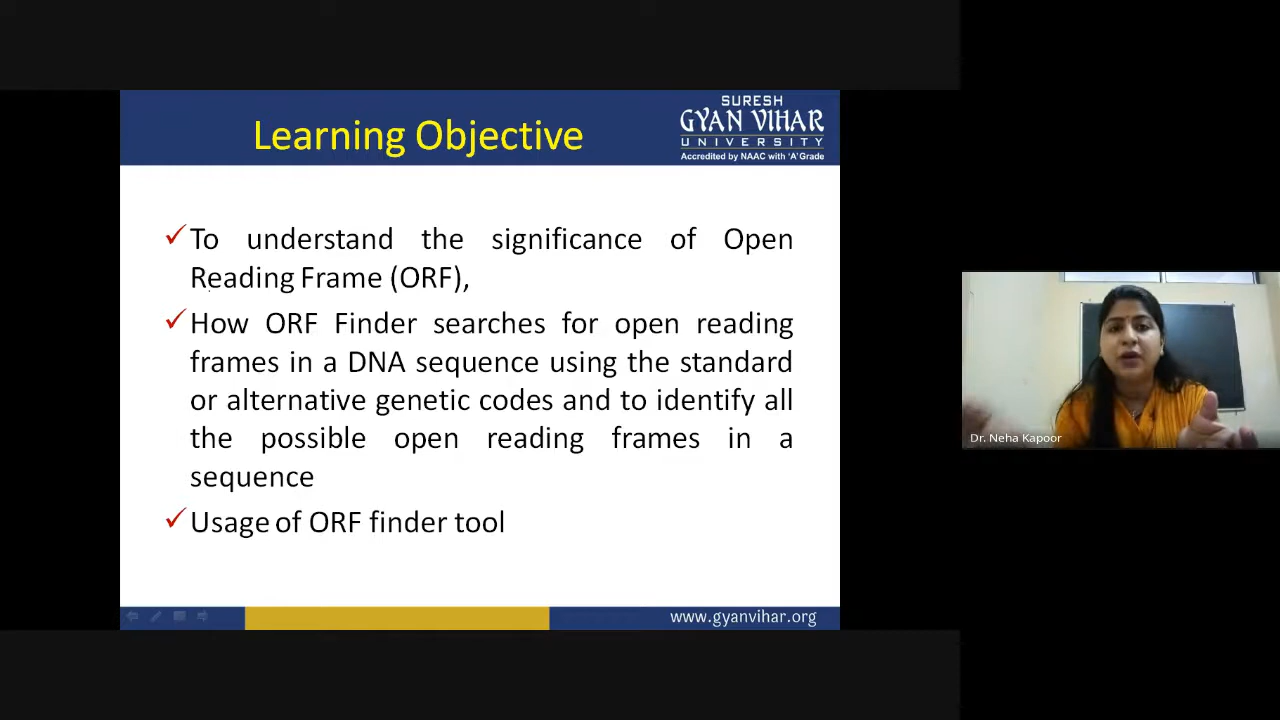 Learning Objective
SURESH
GYAN VIHAR
UNIVERSITY
Accredited by NAAC with 'A' Grade
To understand the significance of Open
Reading Frame (ORF),
How ORF Finder searches for open reading
frames in a DNA sequence using the standard
or alternative genetic codes and to identify all
the possible open reading frames in a
sequence
Usage of ORF finder tool
www.gyanvihar.org
Dr. Neha Kapoor